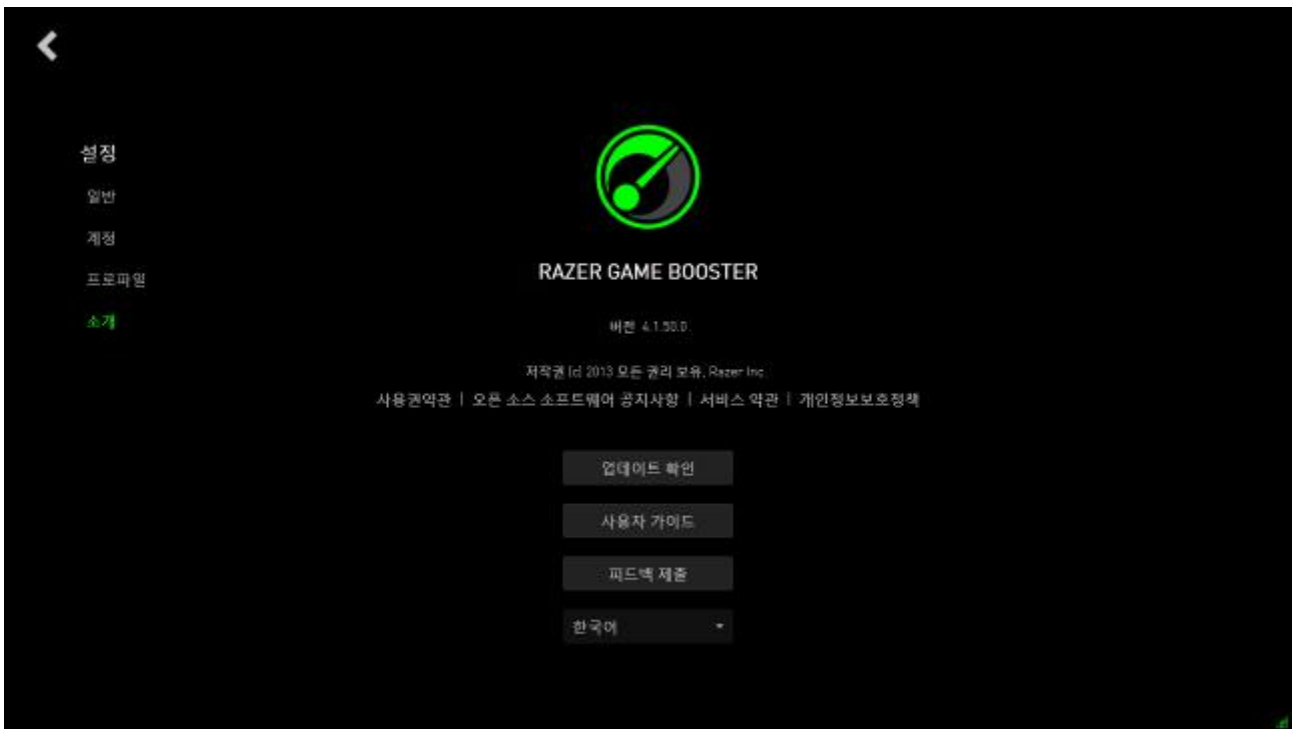 설정
일반
계정
프로파일
소개
RAZER GAME BOOSTER
버전 4.1.50.0
저작권 (c) 2013 모든 권리 보유, Razer Inc.
사용권약관 | 오픈 소스 소프트웨어 공지사항 | 서비스 약관 | 개인정보보호정책
업데이트 확인
사용자 가이드
피드백 제출
한국어